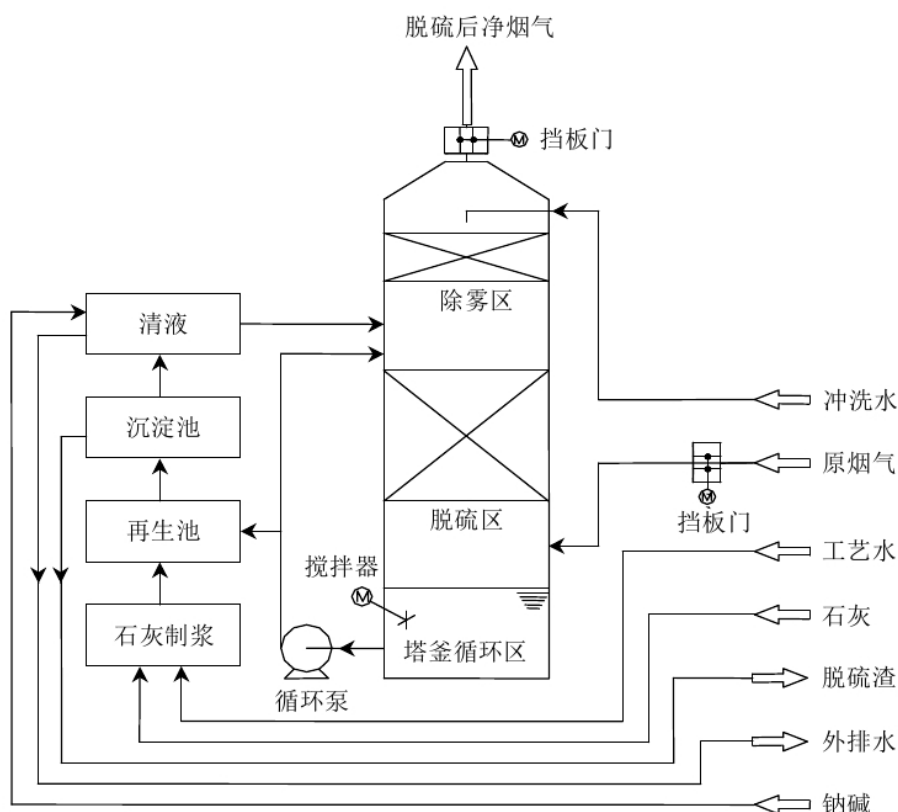 脱硫后净烟气
M
挡板门
除雾区
清液
沉淀池
冲洗水
原烟气
M
挡板门
脱硫区
再生池
搅拌器
M
工艺水
石灰制浆
石灰
塔釜循环区
循环泵
脱硫渣
外排水
钠碱